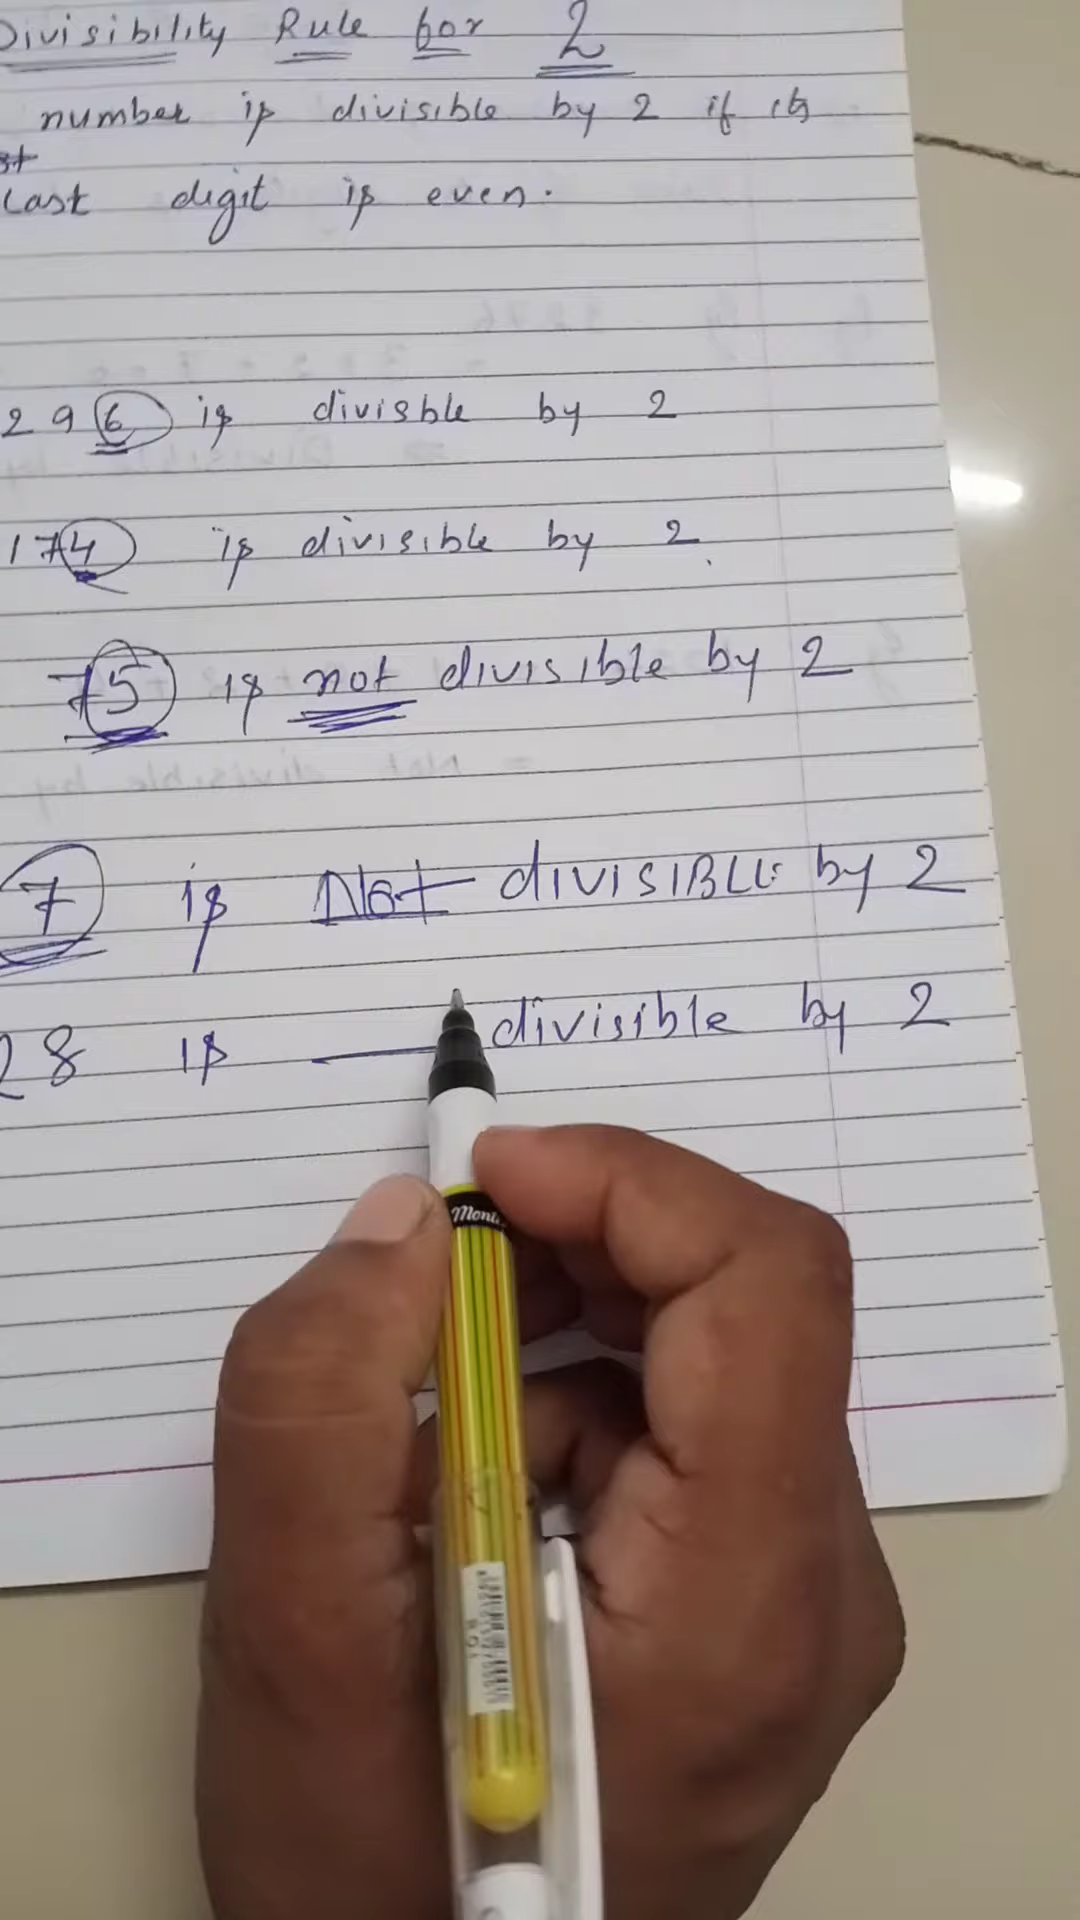 Divisibility Rule for 2
number is divisible by 2 if its
st
last digit is even.
296 is divisble by 2
174 is divisible by 2.
75 is not divisible by 2
7 is Not divisiBLE by 2
28 is divisible by 2
Monte